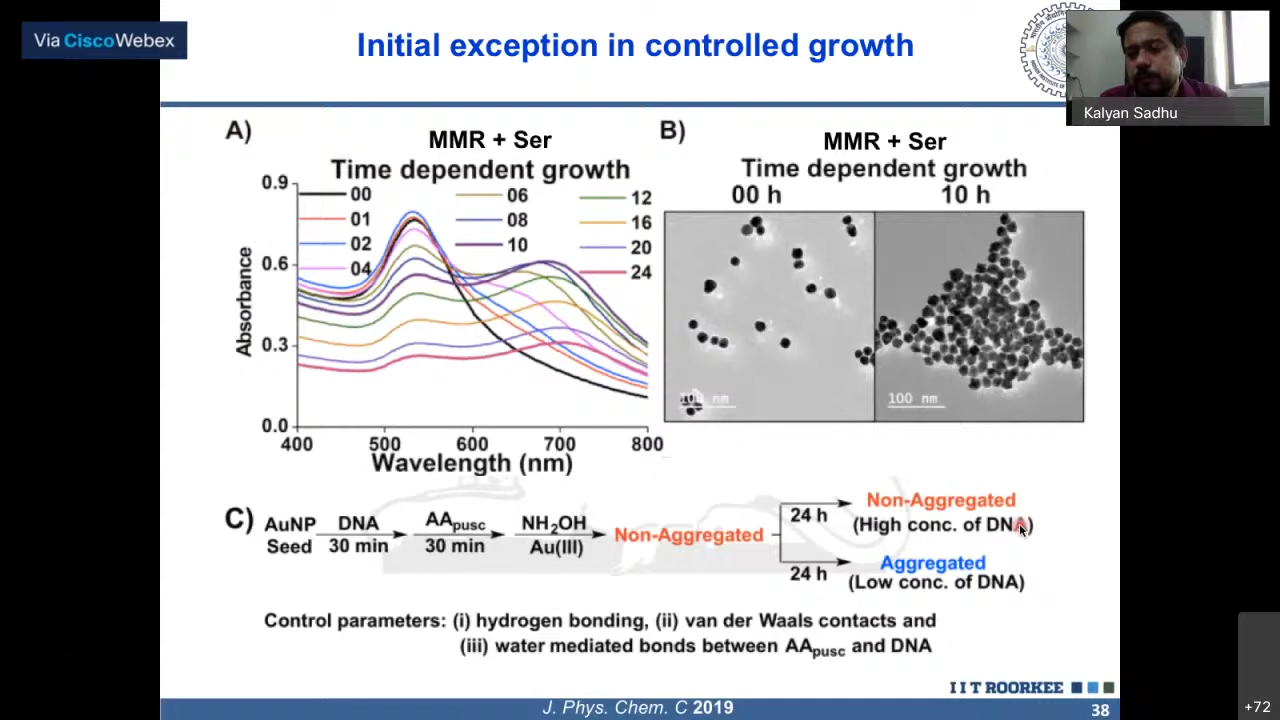 Via Cisco Webex
Initial exception in controlled growth
Kalyan Sadhu
A)
MMR + Ser
Time dependent growth
0.9
0.6
0.3
0.0
Absorbance
00
01
02
04
06
08
10
12
16
20
24
400
500
600
700
800
Wavelength (nm)
B)
MMR + Ser
Time dependent growth
00 h
10 h
100 nm
100 nm
C)
AuNP
Seed
DNA
30 min
AApusc
30 min
NH2OH
Au(III)
Non-Aggregated
24 h
Non-Aggregated
(High conc. of DNA)
24 h
Aggregated
(Low conc. of DNA)
Control parameters: (i) hydrogen bonding, (ii) van der Waals contacts and
(iii) water mediated bonds between AApusc and DNA
I I T ROORKEE
J. Phys. Chem. C 2019
38
+72